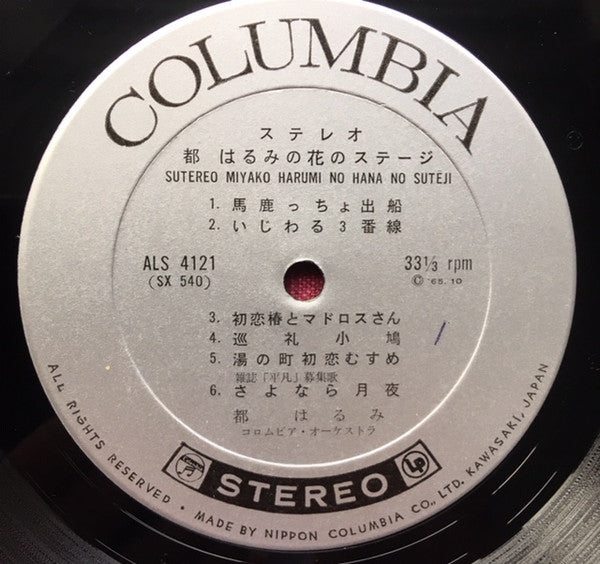 COLUMBIA
ステレオ
都 はるみの花のステージ
SUTEREO MIYAKO HARUMI NO HANA NO SUTEJI
1. 馬鹿っちょ出船
2. いじわる3番線
ALS 4121
(SX 540)
33⅓ rpm
© '65.10
3. 初恋椿とマドロスさん
4. 巡礼小鳩
5. 湯の町初恋むすめ
雑誌「平凡」募集歌
6. さよなら月夜
都 はるみ
コロムビア・オーケストラ
STEREO
LP
ALL RIGHTS RESERVED • MADE BY NIPPON COLUMBIA CO., LTD. KAWASAKI, JAPAN